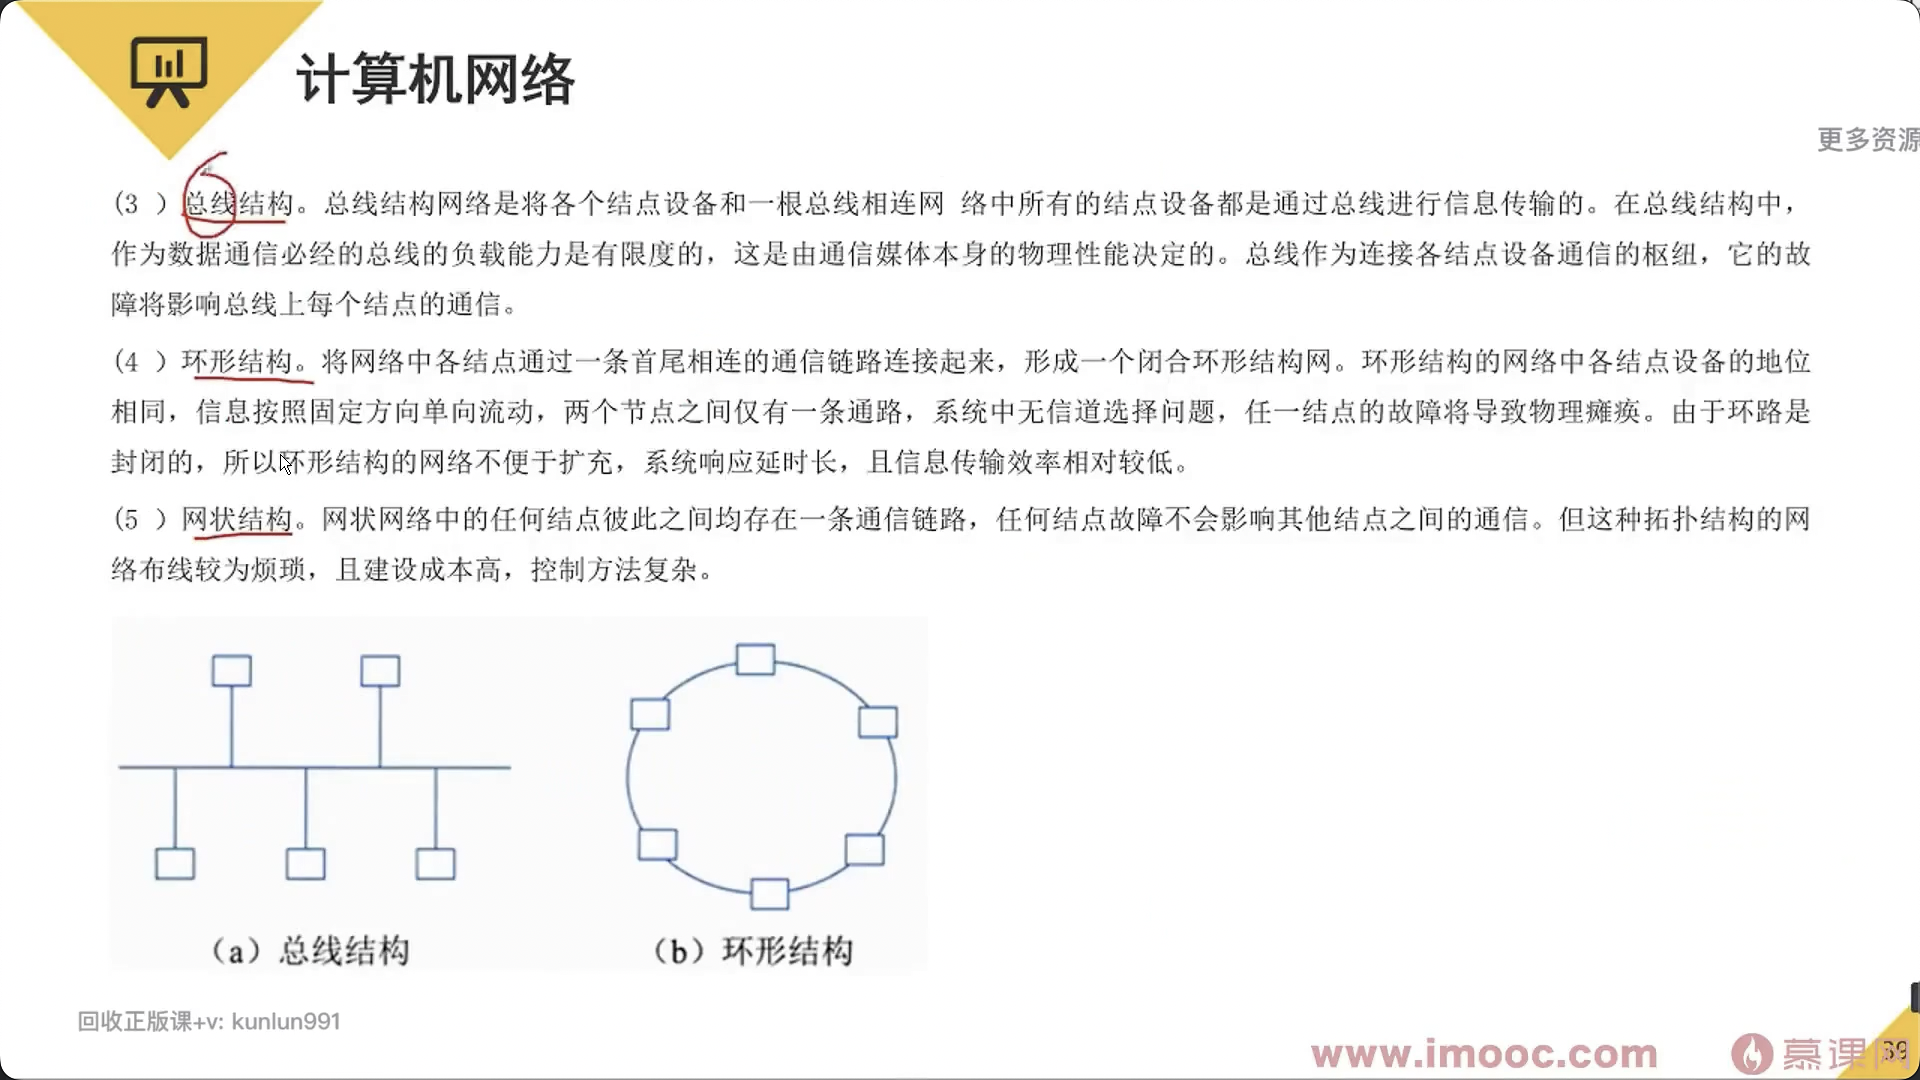 计算机网络
更多资源
(3 ) 总线结构。总线结构网络是将各个结点设备和一根总线相连网 络中所有的结点设备都是通过总线进行信息传输的。在总线结构中，
作为数据通信必经的总线的负载能力是有限度的，这是由通信媒体本身的物理性能决定的。总线作为连接各结点设备通信的枢纽，它的故
障将影响总线上每个结点的通信。
(4 ) 环形结构。将网络中各结点通过一条首尾相连的通信链路连接起来，形成一个闭合环形结构网。环形结构的网络中各结点设备的地位
相同，信息按照固定方向单向流动，两个节点之间仅有一条通路，系统中无信道选择问题，任一结点的故障将导致物理瘫痪。由于环路是
封闭的，所以环形结构的网络不便于扩充，系统响应延时长，且信息传输效率相对较低。
(5 ) 网状结构。网状网络中的任何结点彼此之间均存在一条通信链路，任何结点故障不会影响其他结点之间的通信。但这种拓扑结构的网
络布线较为烦琐，且建设成本高，控制方法复杂。
（a）总线结构
（b）环形结构
回收正版课+v: kunlun991
www.imooc.com
慕课网
39